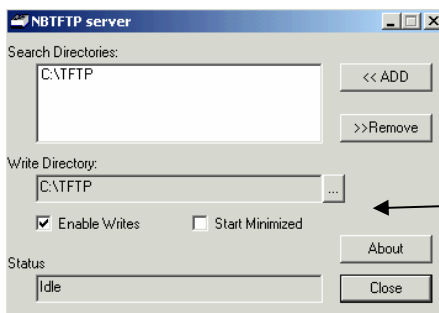 NBTFTP server
Search Directories:
C:\TFTP
<< ADD
>>Remove
Write Directory:
C:\TFTP
...
Enable Writes Start Minimized
About
Status
Idle
Close